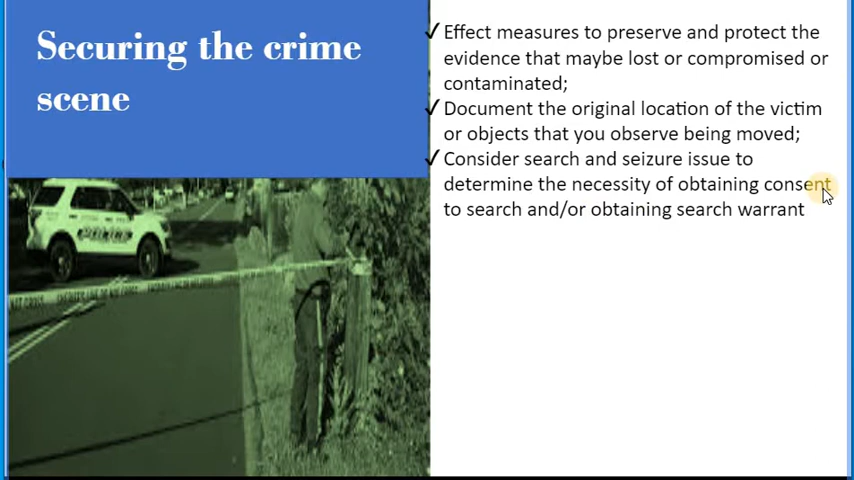 Securing the crime
scene
✓Effect measures to preserve and protect the
evidence that maybe lost or compromised or
contaminated;
✓Document the original location of the victim
or objects that you observe being moved;
✓Consider search and seizure issue to
determine the necessity of obtaining consent
to search and/or obtaining search warrant
POLICE